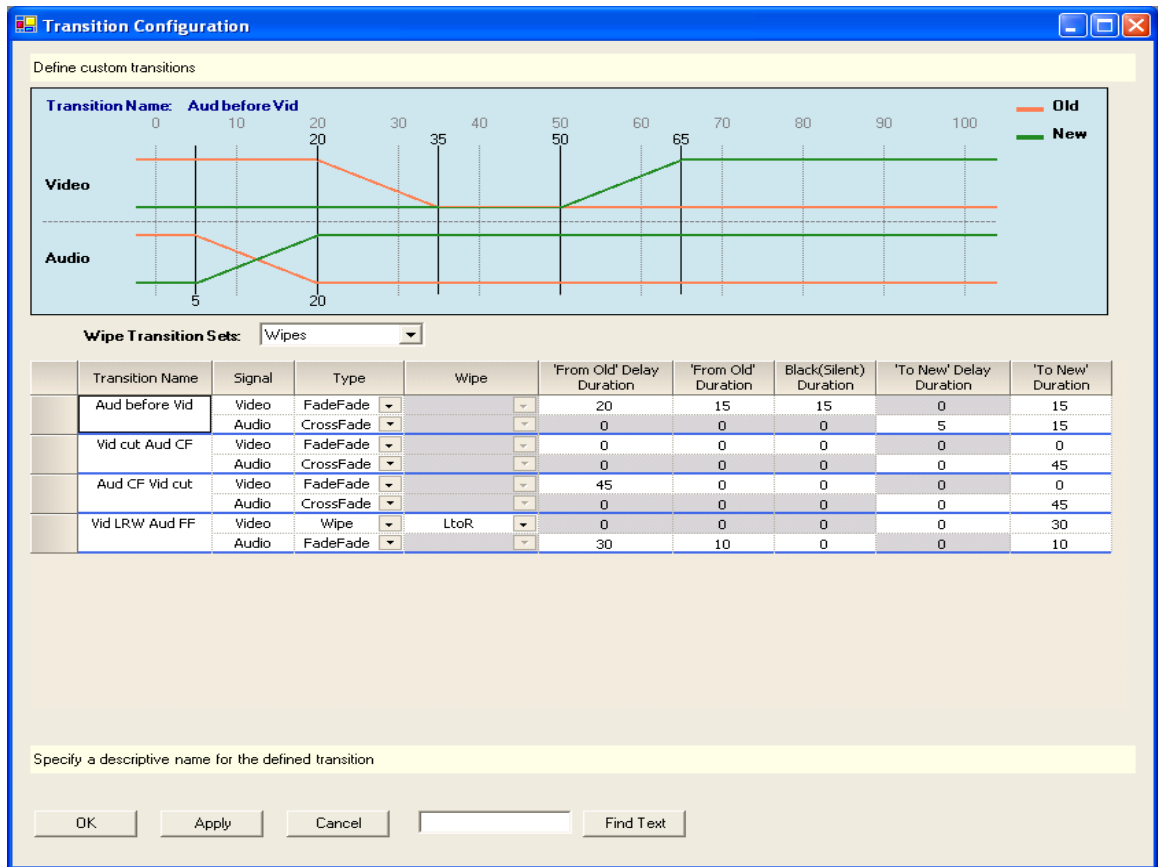 Transition Configuration
Define custom transitions
Transition Name: Aud before Vid
Old
New
0 10 20 30 40 50 60 70 80 90 100
20 35 50 65
Video
Audio
5 20
Wipe Transition Sets: Wipes
Transition Name Signal Type Wipe 'From Old' Delay Duration 'From Old' Duration Black(Silent) Duration 'To New' Delay Duration 'To New' Duration
Aud before Vid Video FadeFade 20 15 15 0 15
Audio CrossFade 0 0 0 5 15
Vid cut Aud CF Video FadeFade 0 0 0 0 0
Audio CrossFade 0 0 0 0 45
Aud CF Vid cut Video FadeFade 45 0 0 0 0
Audio CrossFade 0 0 0 0 45
Vid LRW Aud FF Video Wipe LtoR 0 0 0 0 30
Audio FadeFade 30 10 0 0 10
Specify a descriptive name for the defined transition
OK Apply Cancel Find Text